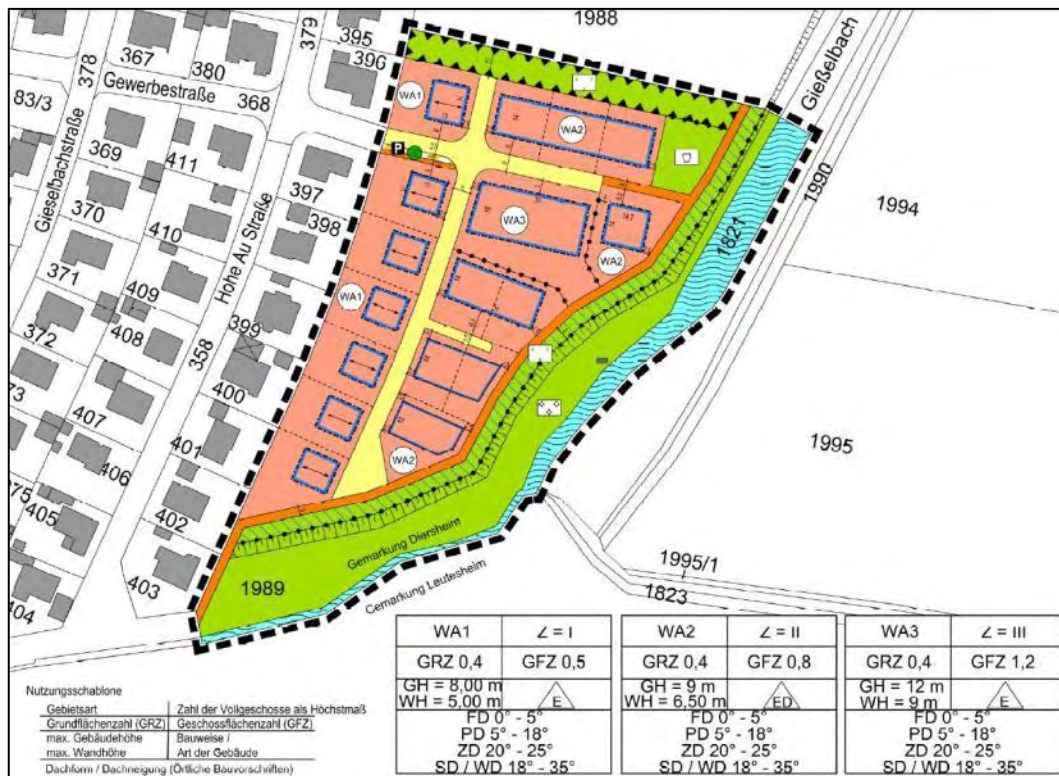 1988
379
395
396
378
367
380
Gewerbestraße
368
83/3
Gieselbachstraße
369
411
397
398
370
410
Hohe Au Straße
371
409
408
372
358
399
400
407
406
401
405
402
403
404
WA1
WA2
P
WA3
WA2
WA1
WA2
Gießelbach
1990
1821
1994
1995
1995/1
1823
1989
Gemarkung Diersheim
Gemarkung Leutesheim
WA1 ∠ = I
GRZ 0,4 GFZ 0,5
GH = 8,00 m
WH = 5,00 m E
FD 0° - 5°
PD 5° - 18°
ZD 20° - 25°
SD / WD 18° - 35°
WA2 ∠ = II
GRZ 0,4 GFZ 0,8
GH = 9 m
WH = 6,50 m ED
FD 0° - 5°
PD 5° - 18°
ZD 20° - 25°
SD / WD 18° - 35°
WA3 ∠ = III
GRZ 0,4 GFZ 1,2
GH = 12 m
WH = 9 m E
FD 0° - 5°
PD 5° - 18°
ZD 20° - 25°
SD / WD 18° - 35°
Nutzungsschablone
Gebietsart Zahl der Vollgeschosse als Höchstmaß
Grundflächenzahl (GRZ) Geschossflächenzahl (GFZ)
max. Gebäudehöhe Bauweise /
max. Wandhöhe Art der Gebäude
Dachform / Dachneigung (Örtliche Bauvorschriften)